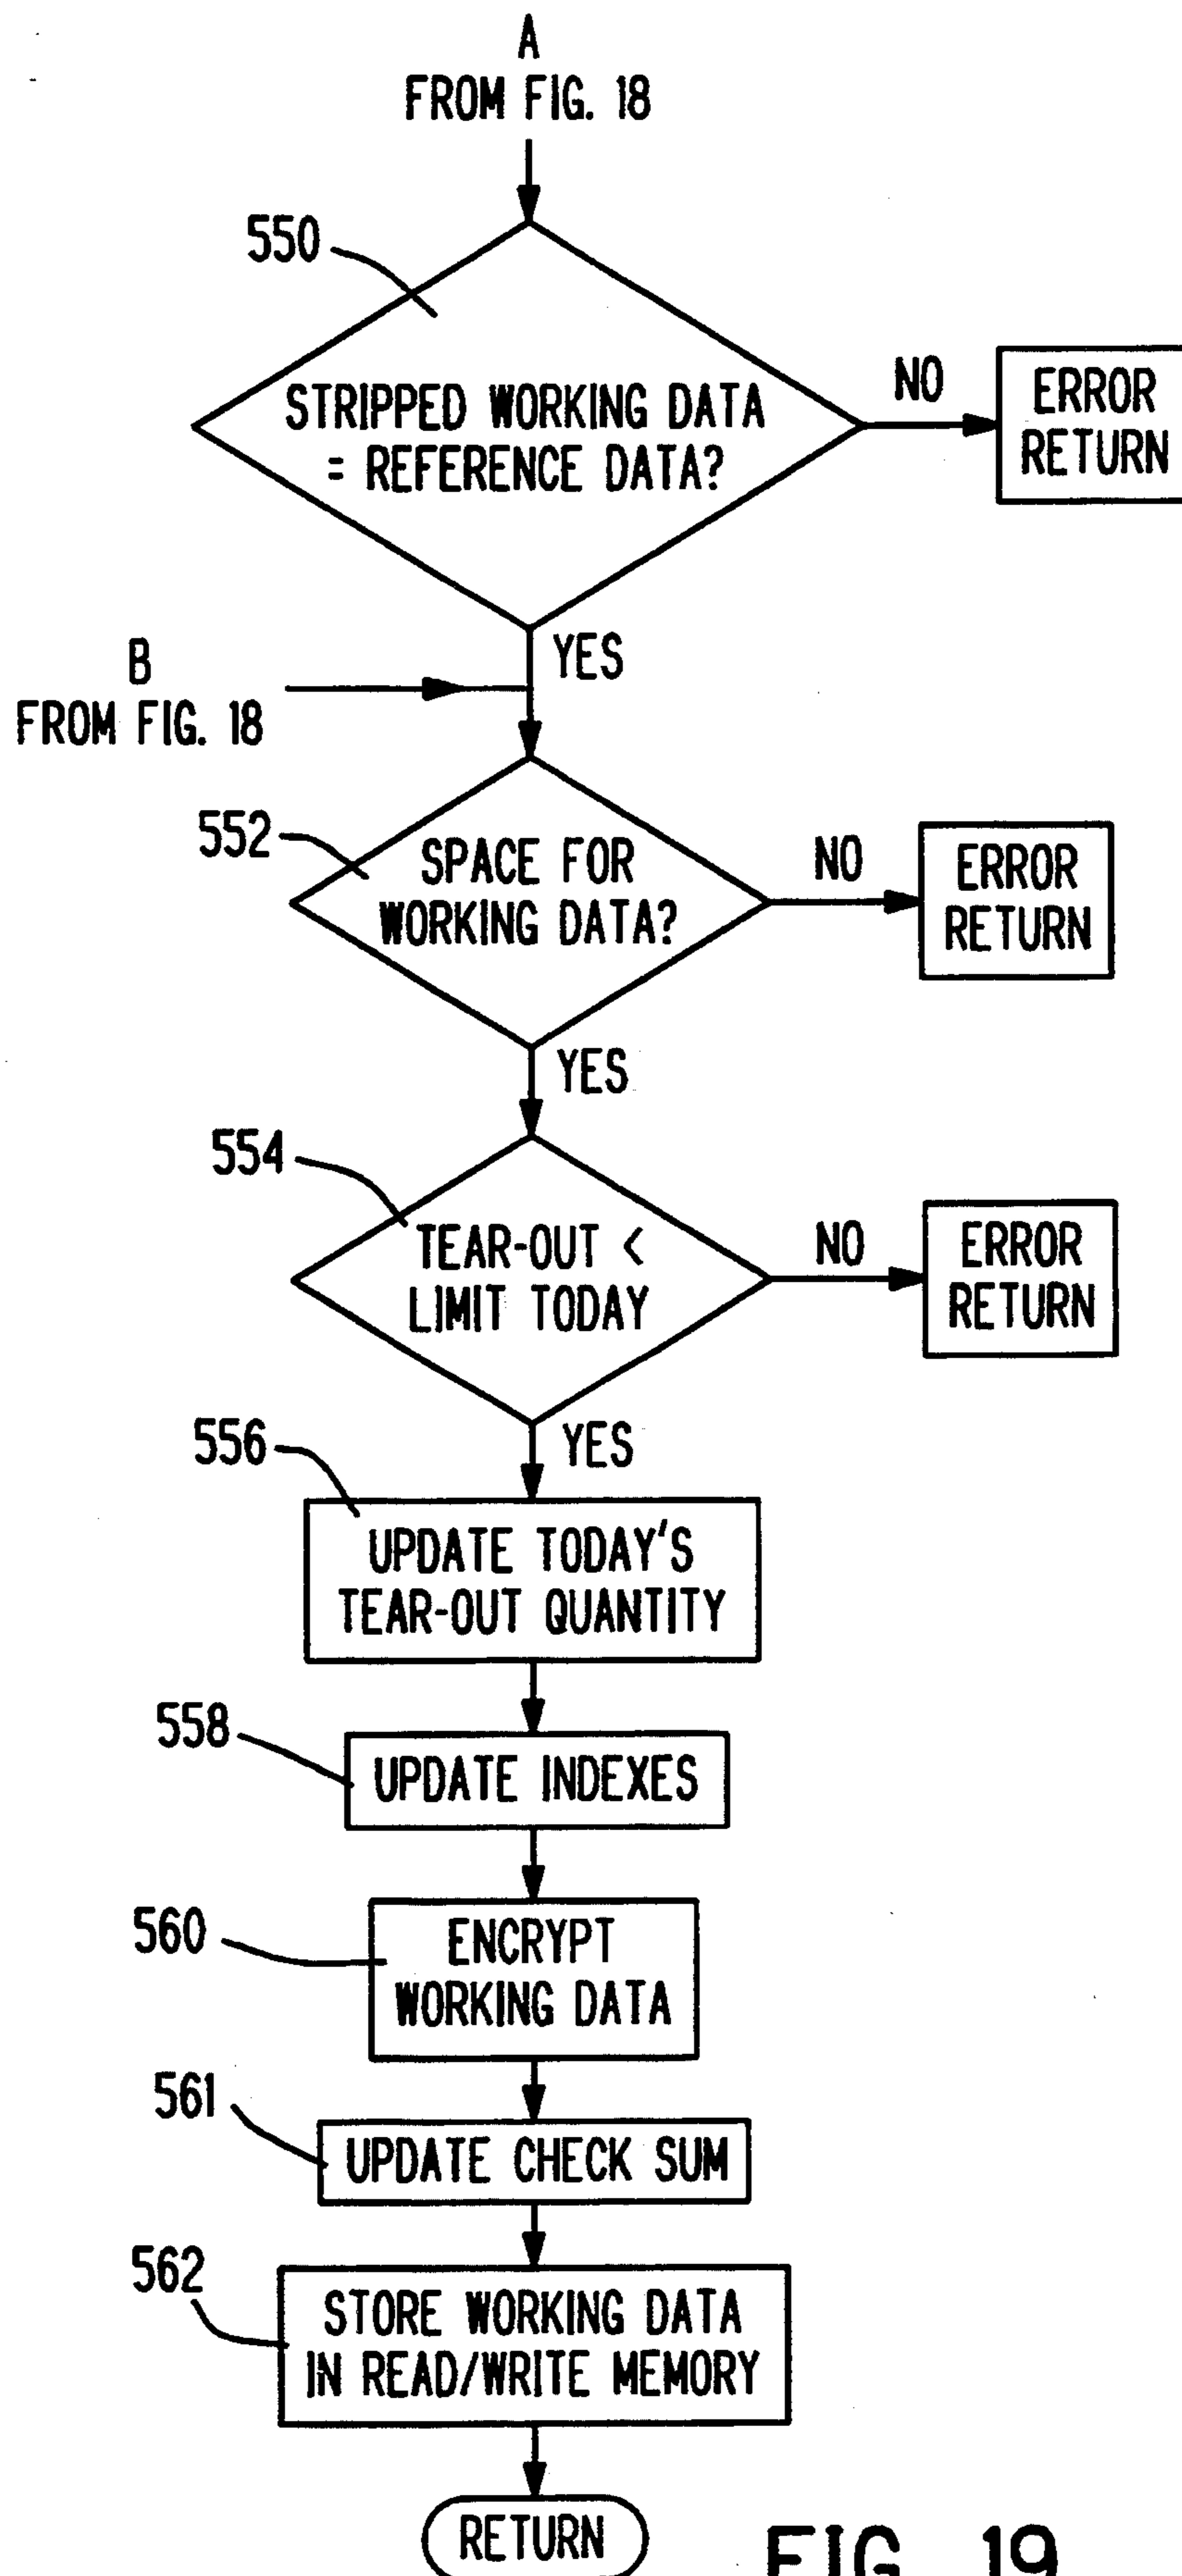 A
FROM FIG. 18
550
STRIPPED WORKING DATA
= REFERENCE DATA?
NO
ERROR
RETURN
YES
B
FROM FIG. 18
552
SPACE FOR
WORKING DATA?
NO
ERROR
RETURN
YES
554
TEAR-OUT <
LIMIT TODAY
NO
ERROR
RETURN
YES
556
UPDATE TODAY'S
TEAR-OUT QUANTITY
558
UPDATE INDEXES
560
ENCRYPT
WORKING DATA
561
UPDATE CHECK SUM
562
STORE WORKING DATA
IN READ/WRITE MEMORY
RETURN
FIG. 19